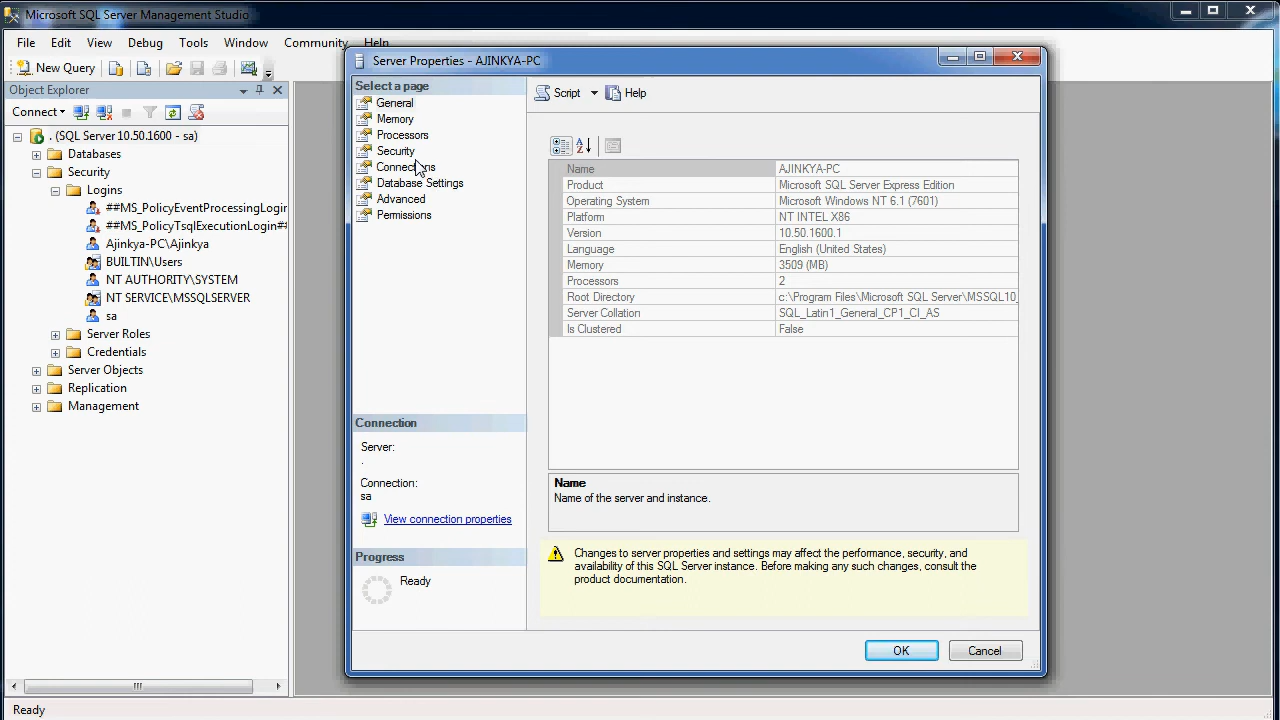 Microsoft SQL Server Management Studio
File Edit View Debug Tools Window Community Help
New Query
Object Explorer
Connect
. (SQL Server 10.50.1600 - sa)
Databases
Security
Logins
##MS_PolicyEventProcessingLogin
##MS_PolicyTsqlExecutionLogin##
Ajinkya-PC\Ajinkya
BUILTIN\Users
NT AUTHORITY\SYSTEM
NT SERVICE\MSSQLSERVER
sa
Server Roles
Credentials
Server Objects
Replication
Management
Ready
Server Properties - AJINKYA-PC
Select a page
General
Memory
Processors
Security
Connections
Database Settings
Advanced
Permissions
Connection
Server:
.
Connection:
sa
View connection properties
Progress
Ready
Script Help
Name AJINKYA-PC
Product Microsoft SQL Server Express Edition
Operating System Microsoft Windows NT 6.1 (7601)
Platform NT INTEL X86
Version 10.50.1600.1
Language English (United States)
Memory 3509 (MB)
Processors 2
Root Directory c:\Program Files\Microsoft SQL Server\MSSQL10_
Server Collation SQL_Latin1_General_CP1_CI_AS
Is Clustered False
Name
Name of the server and instance.
Changes to server properties and settings may affect the performance, security, and
availability of this SQL Server instance. Before making any such changes, consult the
product documentation.
OK Cancel